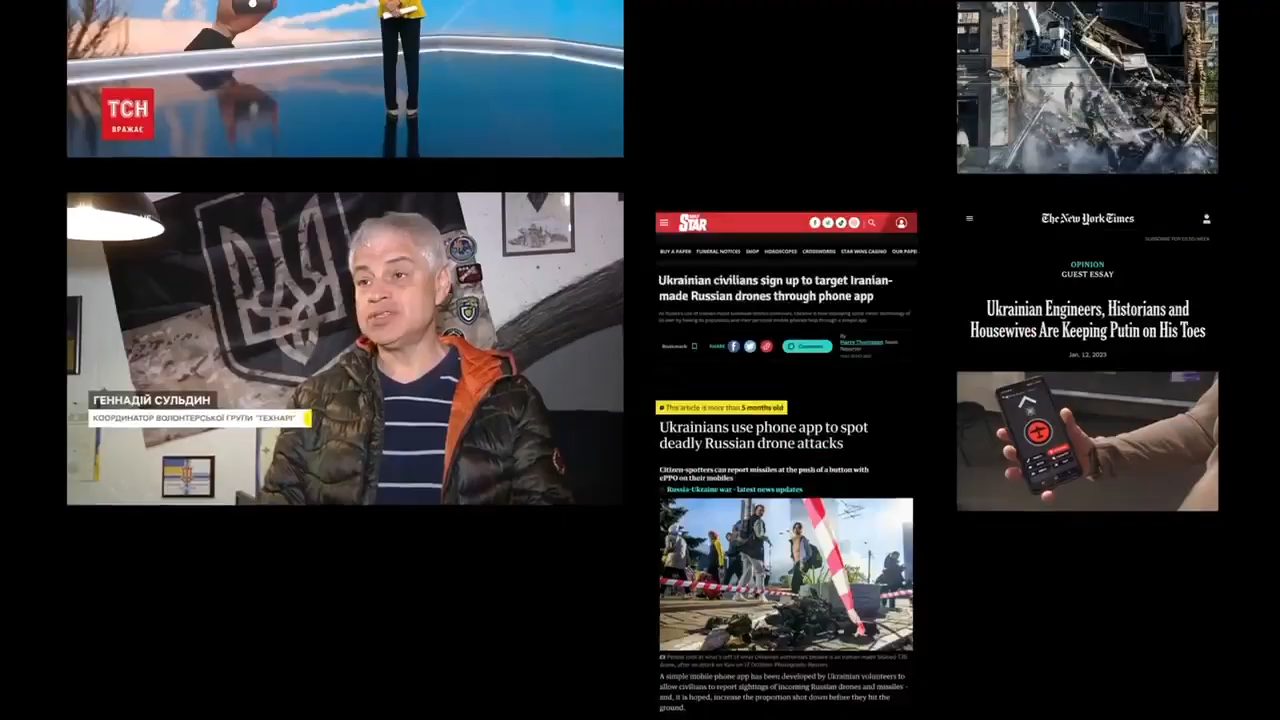 ТСН
ВРАЖАЄ
ГЕННАДІЙ СУЛЬДИН
КООРДИНАТОР ВОЛОНТЕРСЬКОЇ ГРУПИ "ТЕХНАРІ"
DAILY STAR
BUY A PAPER FUNERAL NOTICES SHOP HOROSCOPES CROSSWORDS STAR WINS CASINO OUR PAPE
Ukrainian civilians sign up to target Iranian-
made Russian drones through phone app
Bookmark SHARE Comments
By
This article is more than 5 months old
Ukrainians use phone app to spot
deadly Russian drone attacks
Citizen-spotters can report missiles at the push of a button with
ePPO on their mobiles
Russia-Ukraine war - latest news updates
A simple mobile phone app has been developed by Ukrainian volunteers to
allow civilians to report sightings of incoming Russian drones and missiles -
and, it is hoped, increase the proportion shot down before they hit the
ground.
The New York Times
OPINION
GUEST ESSAY
Ukrainian Engineers, Historians and
Housewives Are Keeping Putin on His Toes
Jan. 12, 2023